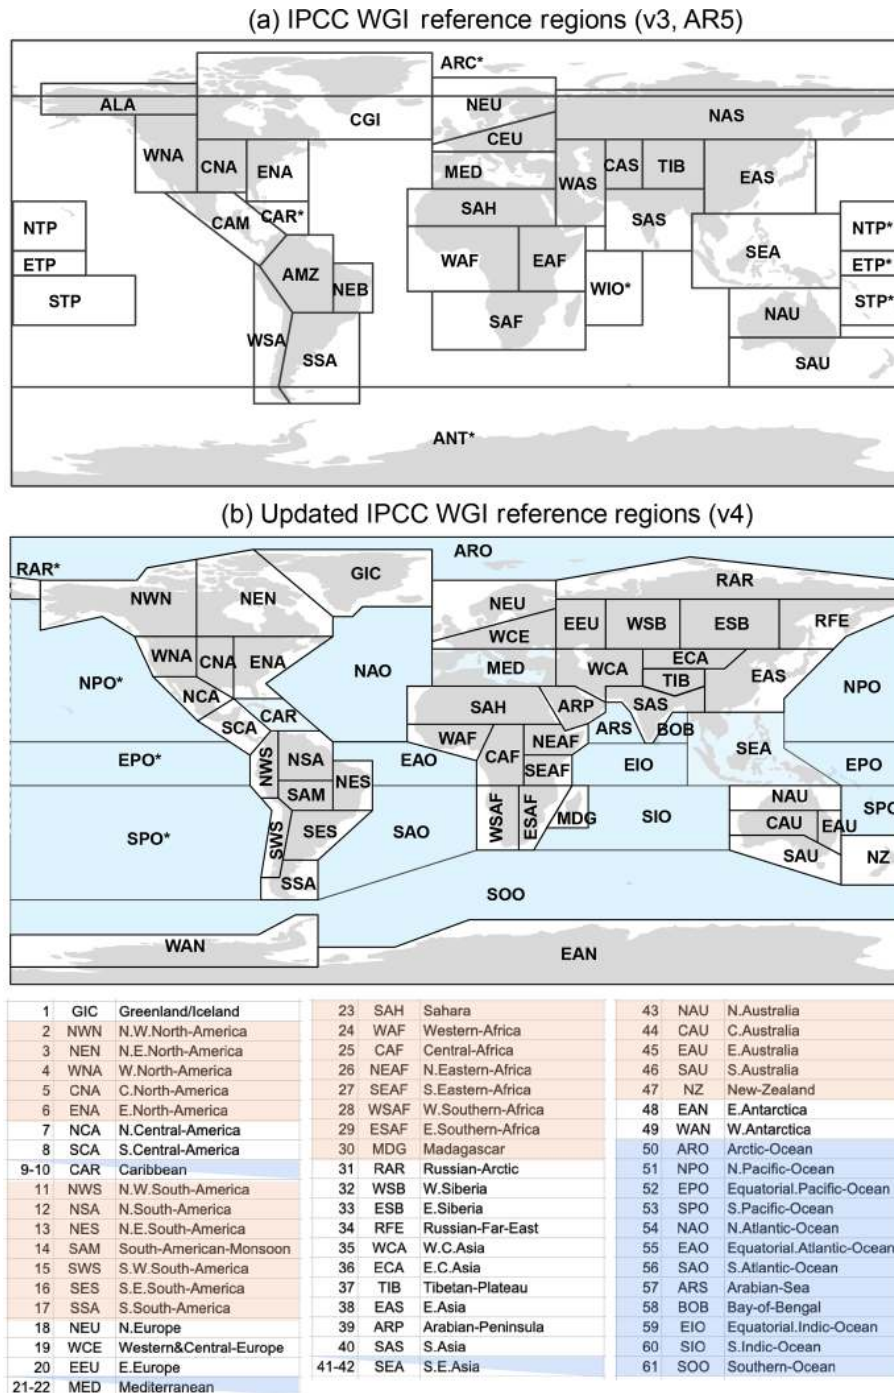 (a) IPCC WGI reference regions (v3, AR5)
ARC*
ALA
CGI
NEU
NAS
CEU
WNA
CNA
ENA
MED
WAS
CAS
TIB
EAS
CAM
CAR*
SAH
SAS
NTP
NTP*
ETP
ETP*
STP
STP*
AMZ
NEB
WAF
EAF
WIO*
SEA
WSA
SSA
SAF
NAU
SAU
ANT*
(b) Updated IPCC WGI reference regions (v4)
RAR*
ARO
GIC
RAR
NWN
NEN
NEU
WCE
EEU
WSB
ESB
RFE
WNA
CNA
ENA
NAO
MED
WCA
ECA
TIB
EAS
NPO*
NPO
NCA
SCA
CAR
SAH
ARP
SAS
ARS
BOB
WAF
CAF
NEAF
SEAF
SEA
EPO*
NWS
NSA
NES
EAO
EIO
EPO
SAM
SPO*
SWS
SES
SAO
WSAF
ESAF
MDG
SIO
NAU
CAU
EAU
SPO
SAU
NZ
SSA
SOO
WAN
EAN
1 GIC Greenland/Iceland
2 NWN N.W.North-America
3 NEN N.E.North-America
4 WNA W.North-America
5 CNA C.North-America
6 ENA E.North-America
7 NCA N.Central-America
8 SCA S.Central-America
9-10 CAR Caribbean
11 NWS N.W.South-America
12 NSA N.South-America
13 NES N.E.South-America
14 SAM South-American-Monsoon
15 SWS S.W.South-America
16 SES S.E.South-America
17 SSA S.South-America
18 NEU N.Europe
19 WCE Western&Central-Europe
20 EEU E.Europe
21-22 MED Mediterranean
23 SAH Sahara
24 WAF Western-Africa
25 CAF Central-Africa
26 NEAF N.Eastern-Africa
27 SEAF S.Eastern-Africa
28 WSAF W.Southern-Africa
29 ESAF E.Southern-Africa
30 MDG Madagascar
31 RAR Russian-Arctic
32 WSB W.Siberia
33 ESB E.Siberia
34 RFE Russian-Far-East
35 WCA W.C.Asia
36 ECA E.C.Asia
37 TIB Tibetan-Plateau
38 EAS E.Asia
39 ARP Arabian-Peninsula
40 SAS S.Asia
41-42 SEA S.E.Asia
43 NAU N.Australia
44 CAU C.Australia
45 EAU E.Australia
46 SAU S.Australia
47 NZ New-Zealand
48 EAN E.Antarctica
49 WAN W.Antarctica
50 ARO Arctic-Ocean
51 NPO N.Pacific-Ocean
52 EPO Equatorial.Pacific-Ocean
53 SPO S.Pacific-Ocean
54 NAO N.Atlantic-Ocean
55 EAO Equatorial.Atlantic-Ocean
56 SAO S.Atlantic-Ocean
57 ARS Arabian-Sea
58 BOB Bay-of-Bengal
59 EIO Equatorial.Indic-Ocean
60 SIO S.Indic-Ocean
61 SOO Southern-Ocean